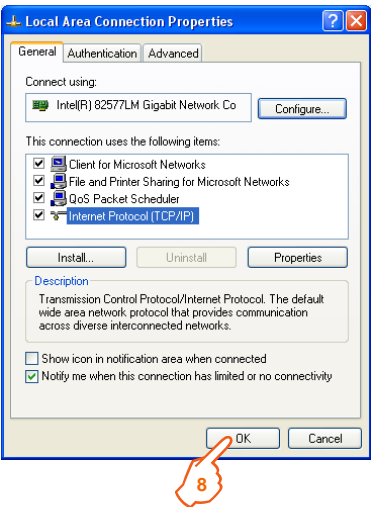 Local Area Connection Properties
General Authentication Advanced
Connect using:
Intel(R) 82577LM Gigabit Network Co Configure...
This connection uses the following items:
Client for Microsoft Networks
File and Printer Sharing for Microsoft Networks
QoS Packet Scheduler
Internet Protocol (TCP/IP)
Install... Uninstall Properties
Description
Transmission Control Protocol/Internet Protocol. The default
wide area network protocol that provides communication
across diverse interconnected networks.
Show icon in notification area when connected
Notify me when this connection has limited or no connectivity
OK Cancel
8